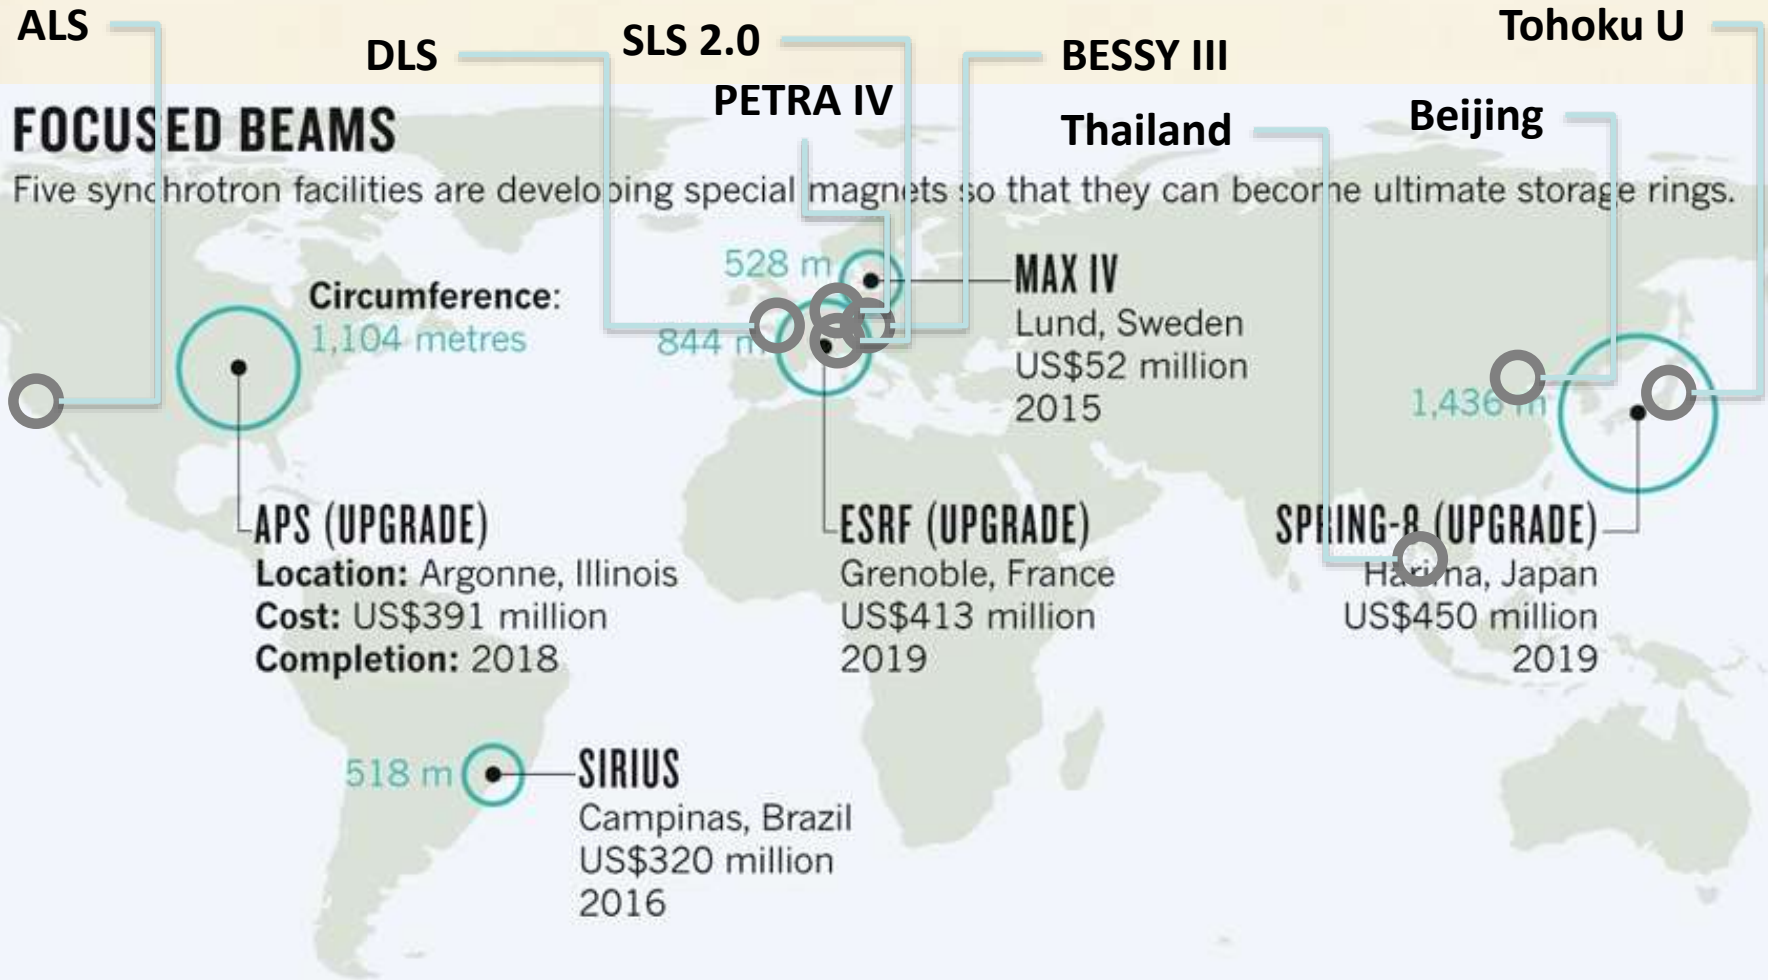 ALS
DLS
SLS 2.0
PETRA IV
BESSY III
Thailand
Beijing
Tohoku U
FOCUSED BEAMS
Five synchrotron facilities are developing special magnets so that they can become ultimate storage rings.
Circumference:
1,104 metres
APS (UPGRADE)
Location: Argonne, Illinois
Cost: US$391 million
Completion: 2018
528 m
MAX IV
Lund, Sweden
US$52 million
2015
844 m
ESRF (UPGRADE)
Grenoble, France
US$413 million
2019
1,436 m
SPRING-8 (UPGRADE)
Harima, Japan
US$450 million
2019
518 m
SIRIUS
Campinas, Brazil
US$320 million
2016